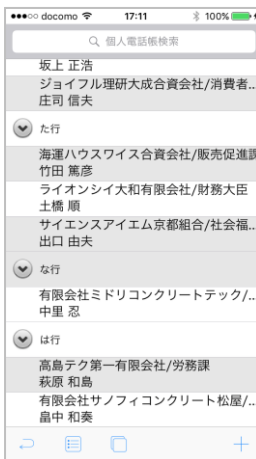 docomo 17:11 100%
個人電話帳検索
坂上 正浩
ジョイフル理研大成合資会社/消費者...
庄司 信夫
た行
海運ハウスワイス合資会社/販売促進課
竹田 篤彦
ライオンシイ大和有限会社/財務大臣
土橋 順
サイエンスアイエム京都組合/社会福...
出口 由夫
な行
有限会社ミドリコンクリートテック/...
中里 忍
は行
高島テク第一有限会社/労務課
萩原 和島
有限会社サノフィコンクリート松屋/...
畠中 和奏